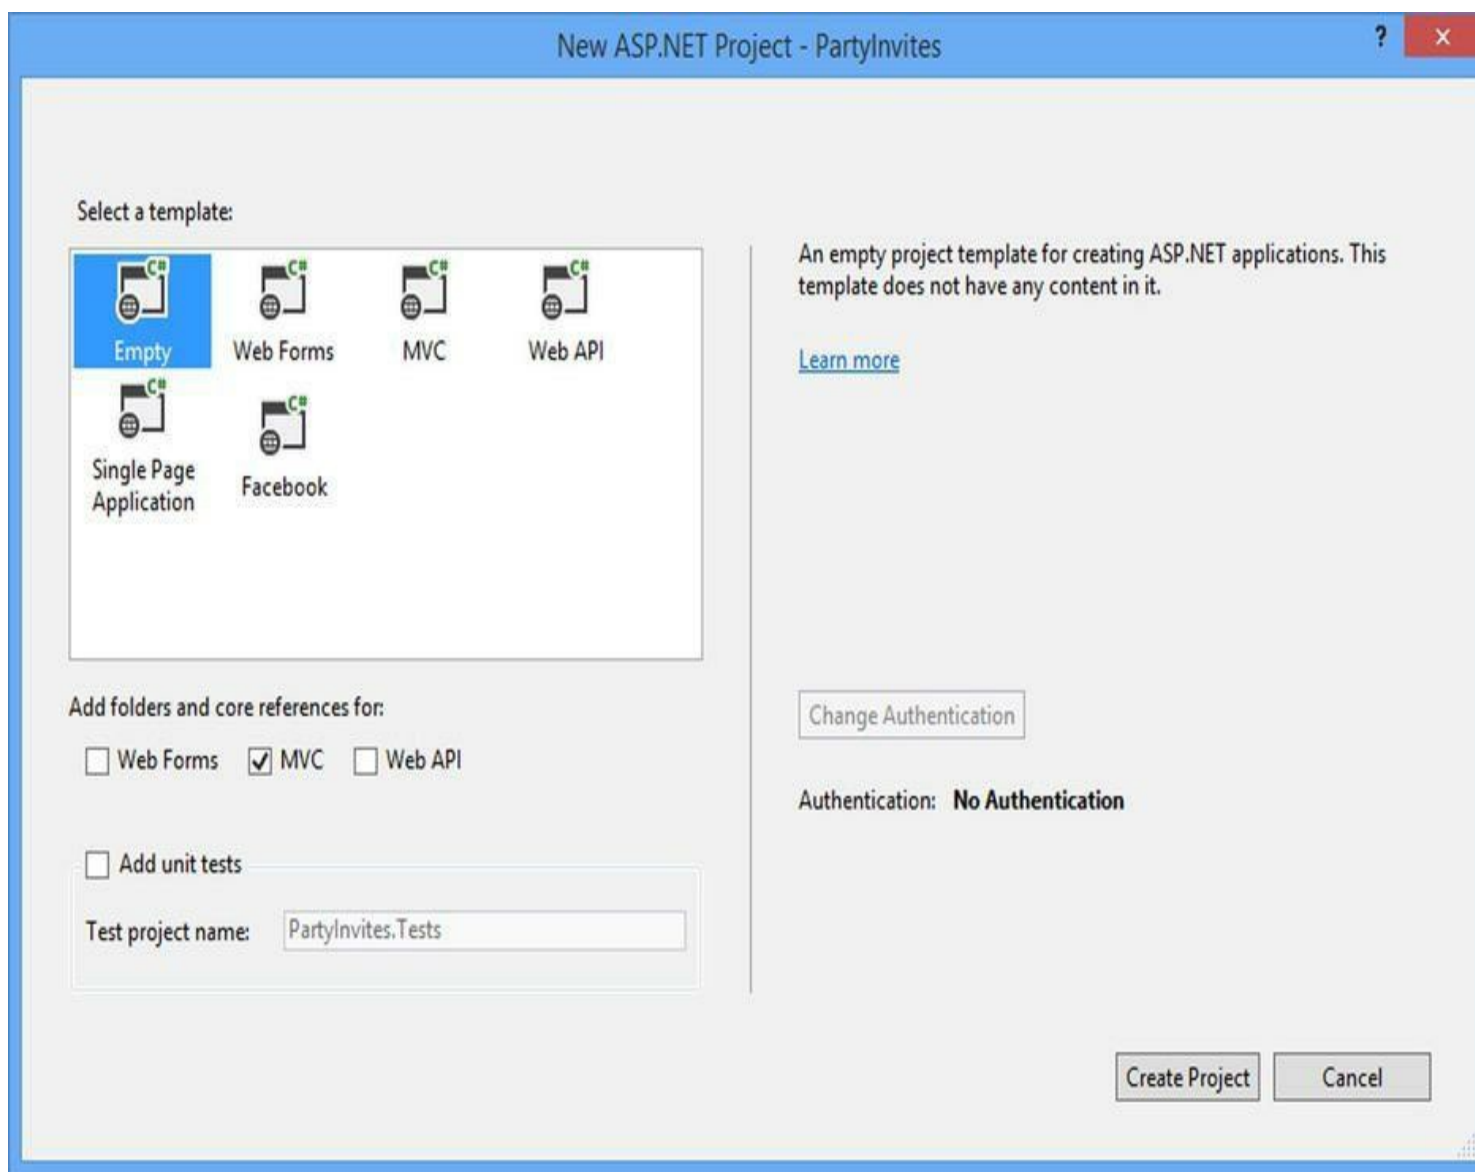 New ASP.NET Project - PartyInvites
?
x
Select a template:
C#
C#
C#
C#
Empty
Web Forms
MVC
Web API
C#
C#
Single Page
Application
Facebook
An empty project template for creating ASP.NET applications. This
template does not have any content in it.
Learn more
Add folders and core references for:
Web Forms
MVC
Web API
Change Authentication
Authentication: No Authentication
Add unit tests
Test project name:
PartyInvites.Tests
Create Project
Cancel